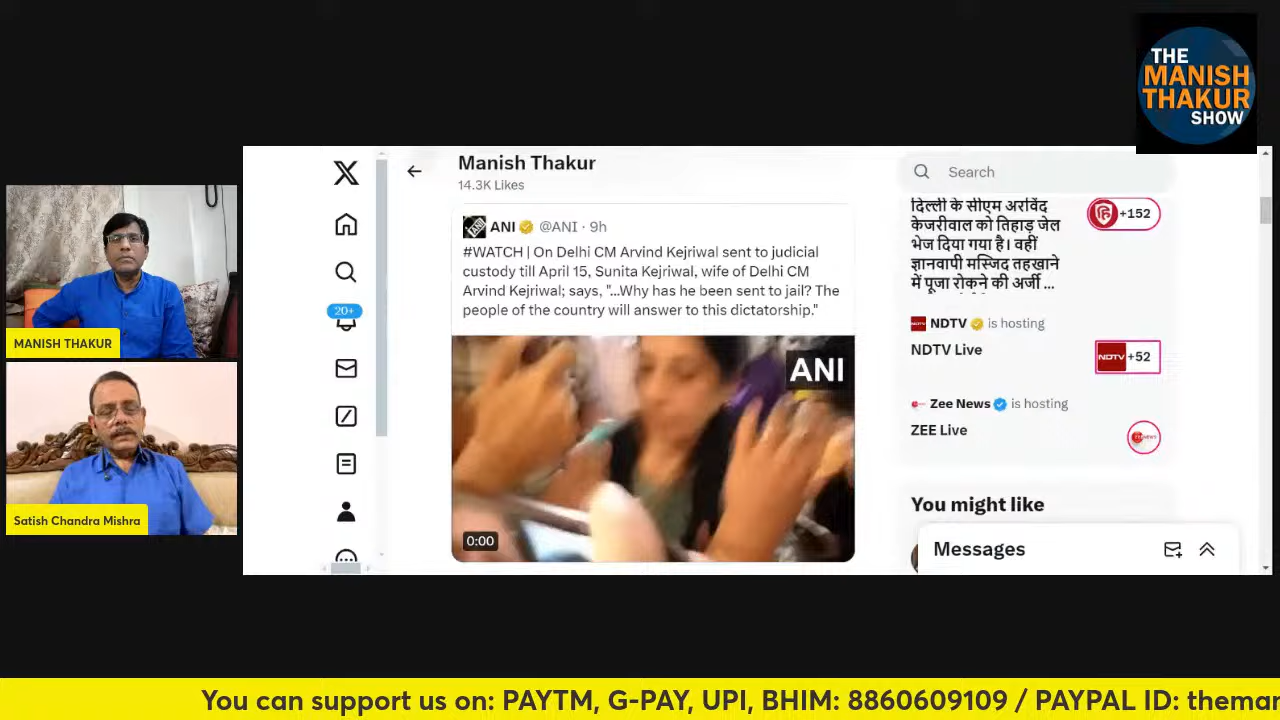 THE
MANISH
THAKUR
SHOW
MANISH THAKUR
Satish Chandra Mishra
Manish Thakur
14.3K Likes
20+
ANI @ANI · 9h
#WATCH | On Delhi CM Arvind Kejriwal sent to judicial
custody till April 15, Sunita Kejriwal, wife of Delhi CM
Arvind Kejriwal; says, "...Why has he been sent to jail? The
people of the country will answer to this dictatorship."
ANI
0:00
Search
दिल्ली के सीएम अरविंद
केजरीवाल को तिहाड़ जेल
भेज दिया गया है। वहीं
ज्ञानवापी मस्जिद तहखाने
में पूजा रोकने की अर्जी ...
+152
NDTV is hosting
NDTV Live
NDTV +52
Zee News is hosting
ZEE Live
You might like
Messages
You can support us on: PAYTM, G-PAY, UPI, BHIM: 8860609109 / PAYPAL ID: themar